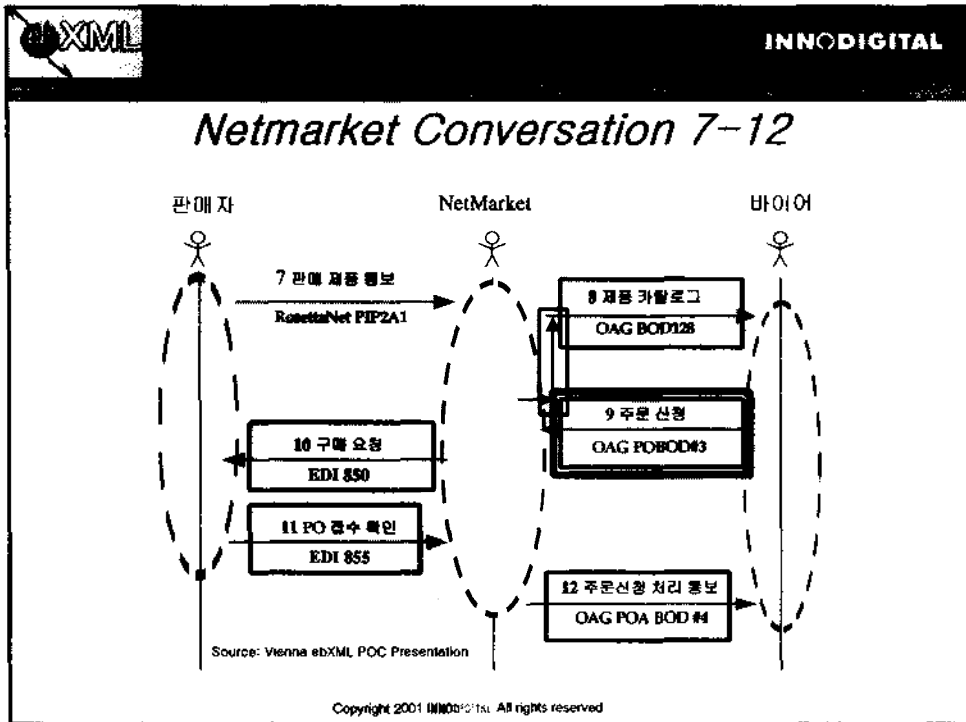 ebXML
INNODIGITAL
Netmarket Conversation 7-12
판매자
NetMarket
바이어
7 판매 제품 통보
RosettaNet PIP2A1
8 제품 카탈로그
OAG BOD128
9 주문 신청
OAG POBOD#3
10 구매 요청
EDI 850
11 PO 접수 확인
EDI 855
12 주문신청 처리 통보
OAG POA BOD #4
Source: Vienna ebXML POC Presentation
Copyright 2001 INNODIGITAL All rights reserved